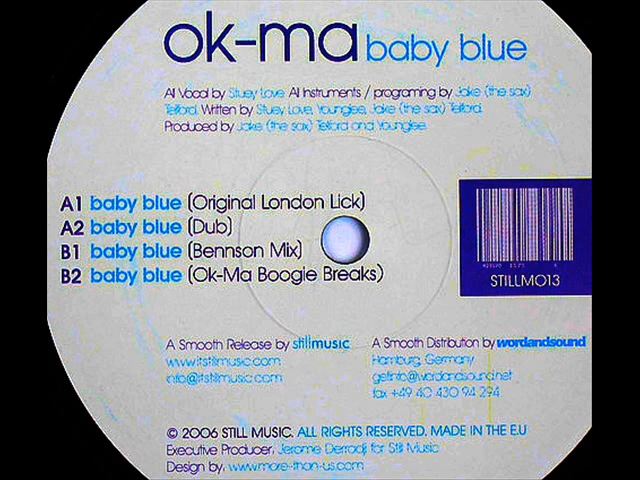 ok-ma baby blue
All Vocal by Stuey Love All Instruments / programing by Jake (the sax)
Telford. Written by Stuey Love, Younglee, Jake (the sax) Telford.
Produced by Jake (the sax) Telford and Younglee.
A1 baby blue (Original London Lick)
A2 baby blue (Dub)
B1 baby blue (Bennson Mix)
B2 baby blue (Ok-Ma Boogie Breaks)
STILLM013
A Smooth Release by stillmusic
www.itstillmusic.com
info@itstillmusic.com
A Smooth Distribution by wordandsound
Hamburg, Germany
getinfo@wordandsound.net
fax +49 40 430 94 294
© 2006 STILL MUSIC. ALL RIGHTS RESERVED. MADE IN THE E.U
Executive Producer, Jerome Derradji for Still Music
Design by, www.more-than-us.com